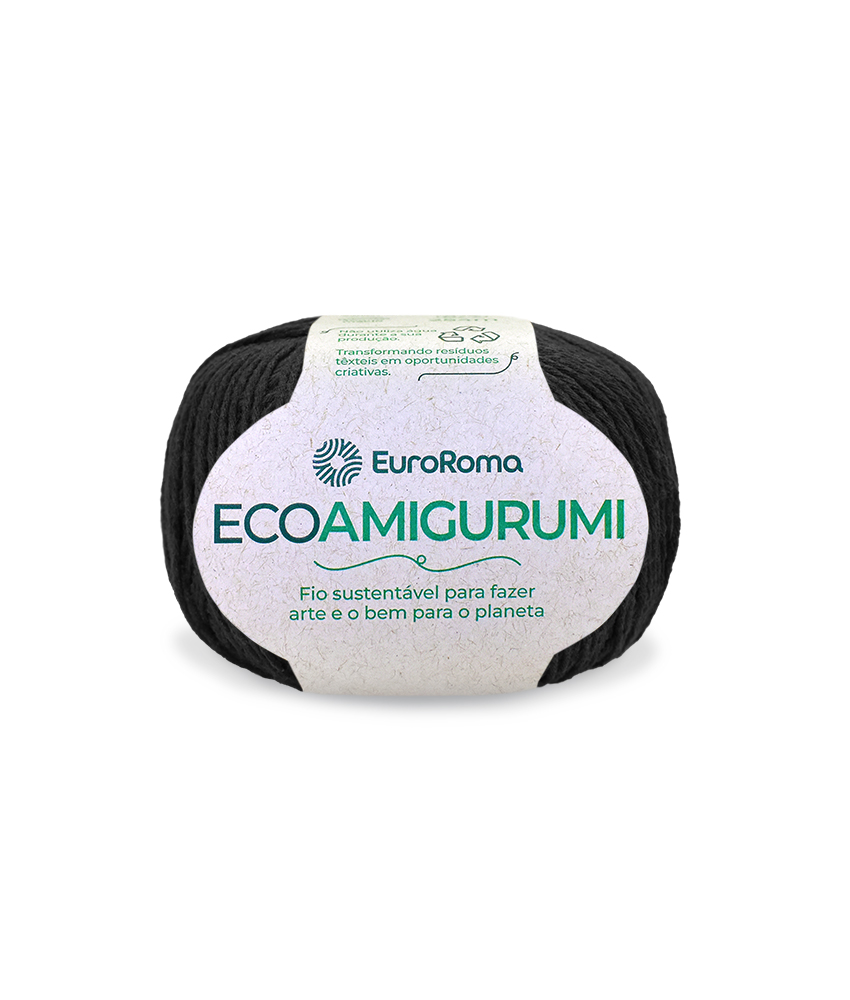 Não utiliza água
durante a sua
produção.
Transformando resíduos
têxteis em oportunidades
criativas.
EuroRoma
ECOAMIGURUMI
Fio sustentável para fazer
arte e o bem para o planeta